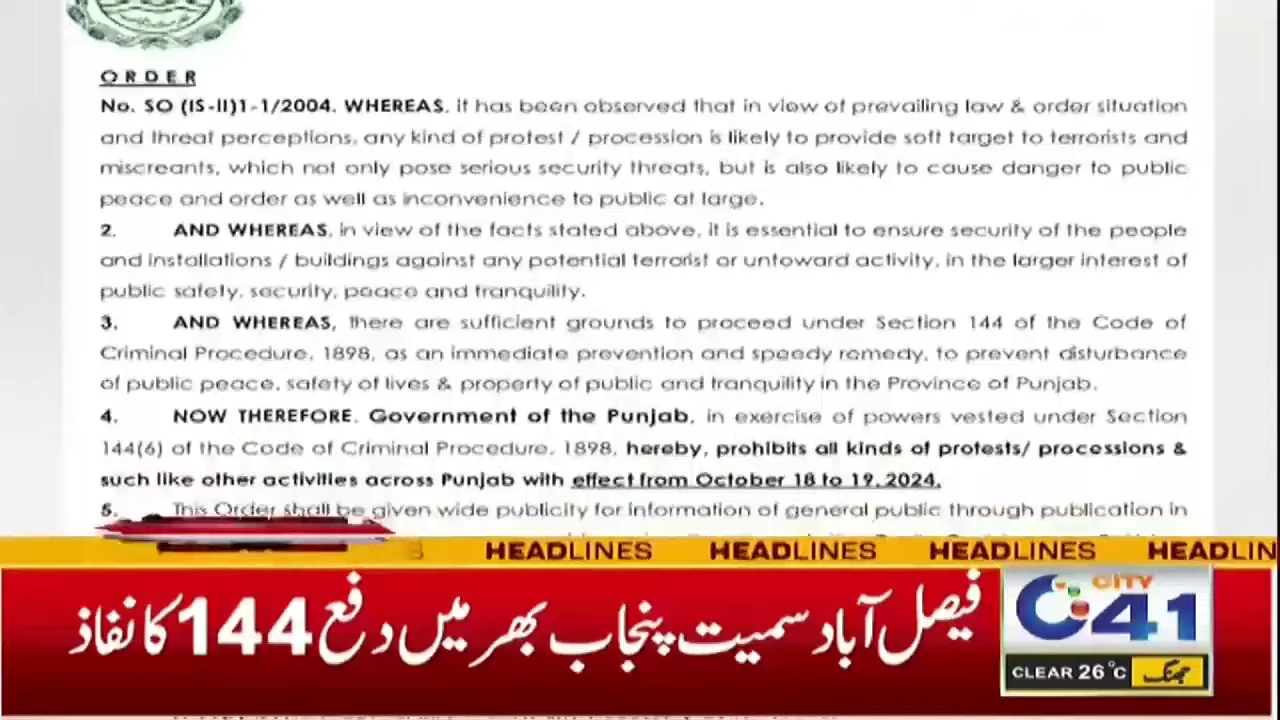 ORDER
No. SO (IS-II)1-1/2004. WHEREAS, it has been observed that in view of prevailing law & order situation
and threat perceptions, any kind of protest / procession is likely to provide soft target to terrorists and
miscreants, which not only pose serious security threats, but is also likely to cause danger to public
peace and order as well as inconvenience to public at large.
2. AND WHEREAS, in view of the facts stated above, it is essential to ensure security of the people
and installations / buildings against any potential terrorist or untoward activity, in the larger interest of
public safety, security, peace and tranquility.
3. AND WHEREAS, there are sufficient grounds to proceed under Section 144 of the Code of
Criminal Procedure, 1898, as an immediate prevention and speedy remedy, to prevent disturbance
of public peace, safety of lives & property of public and tranquility in the Province of Punjab.
4. NOW THEREFORE, Government of the Punjab, in exercise of powers vested under Section
144(6) of the Code of Criminal Procedure, 1898, hereby, prohibits all kinds of protests/ processions &
such like other activities across Punjab with effect from October 18 to 19, 2024.
5. This Order shall be given wide publicity for information of general public through publication in
S HEADLINES HEADLINES HEADLINES HEADLIN
فیصل آباد سمیت پنجاب بھر میں دفع 144 کا نفاذ
CITY
C41
CLEAR 26°C جھنگ